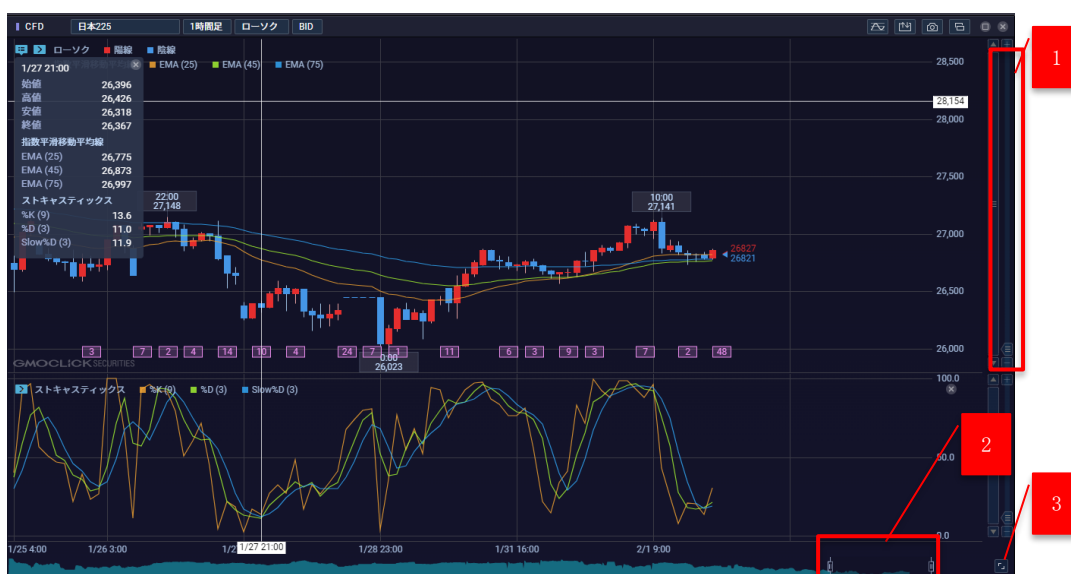 CFD 日本225 1時間足 ローソク BID
ローソク ■ 陽線 ■ 陰線
EMA (25) EMA (45) EMA (75)
1/27 21:00
始値 26,396
高値 26,426
安値 26,318
終値 26,367
指数平滑移動平均線
EMA (25) 26,775
EMA (45) 26,873
EMA (75) 26,997
ストキャスティックス
%K (9) 13.6
%D (3) 11.0
Slow%D (3) 11.9
22:00
27,148
10:00
27,141
26827
26821
28,500
28,154
28,000
27,500
27,000
26,500
26,000
3 7 2 4 14 10 4 24 7 1 11 6 3 9 3 7 2 48
0:00
26,023
GMOCLICK SECURITIES
ストキャスティックス %K (9) %D (3) Slow%D (3)
100.0
50.0
0.0
1/25 4:00 1/26 3:00 1/27 21:00 1/28 23:00 1/31 16:00 2/1 9:00
1
2
3